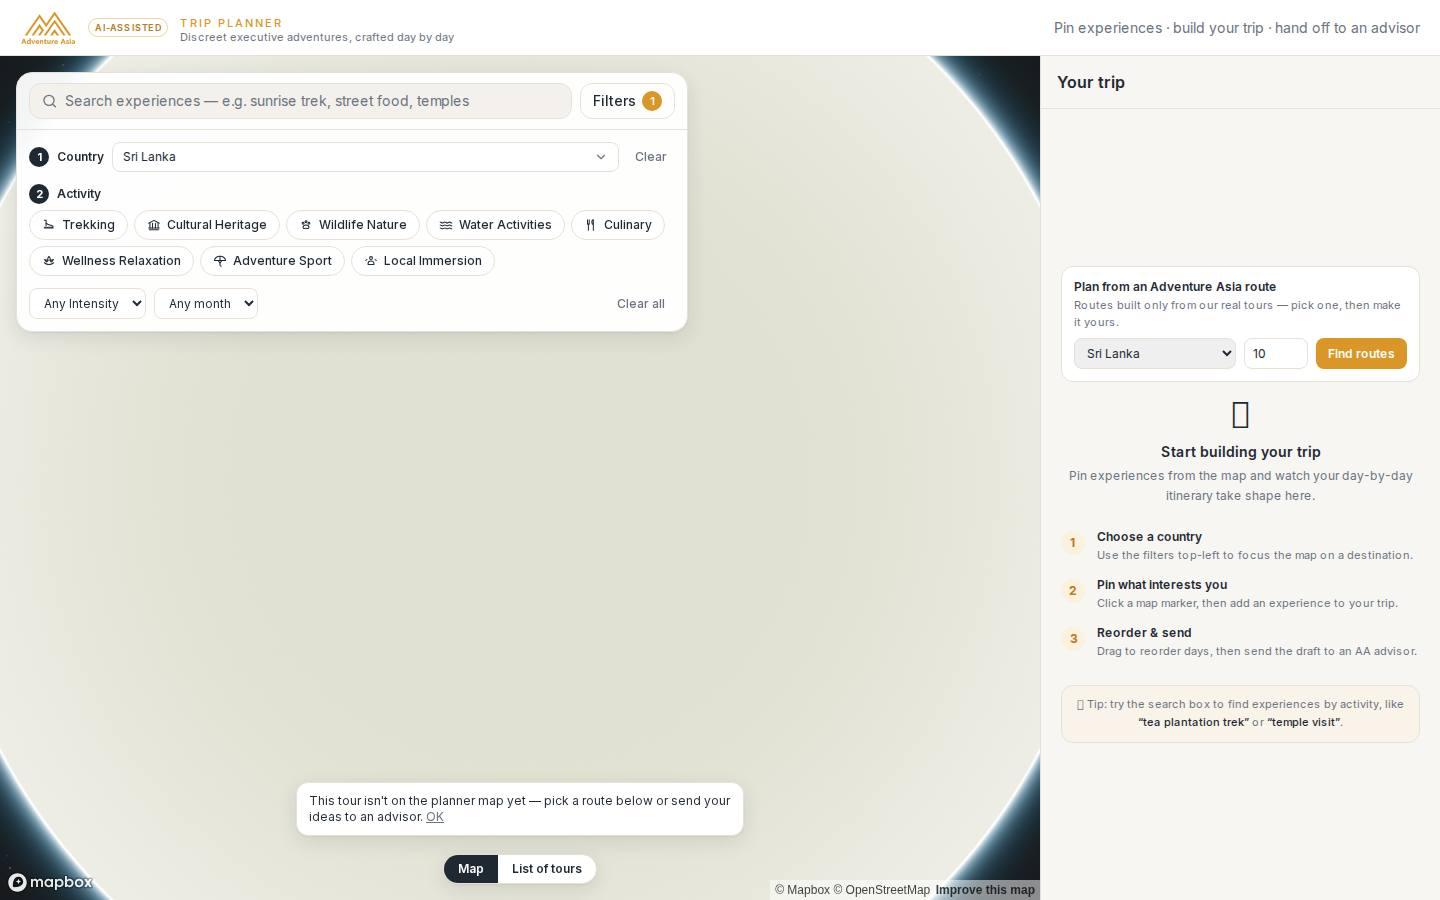 Adventure Asia
AI-ASSISTED
TRIP PLANNER
Discreet executive adventures, crafted day by day
Pin experiences · build your trip · hand off to an advisor
Search experiences — e.g. sunrise trek, street food, temples
Filters 1
1 Country Sri Lanka Clear
2 Activity
Trekking Cultural Heritage Wildlife Nature Water Activities Culinary
Wellness Relaxation Adventure Sport Local Immersion
Any Intensity Any month Clear all
This tour isn't on the planner map yet — pick a route below or send your
ideas to an advisor. OK
Map List of tours
mapbox
© Mapbox © OpenStreetMap Improve this map
Your trip
Plan from an Adventure Asia route
Routes built only from our real tours — pick one, then make
it yours.
Sri Lanka 10 Find routes
Start building your trip
Pin experiences from the map and watch your day-by-day
itinerary take shape here.
1 Choose a country
Use the filters top-left to focus the map on a destination.
2 Pin what interests you
Click a map marker, then add an experience to your trip.
3 Reorder & send
Drag to reorder days, then send the draft to an AA advisor.
Tip: try the search box to find experiences by activity, like
“tea plantation trek” or “temple visit”.